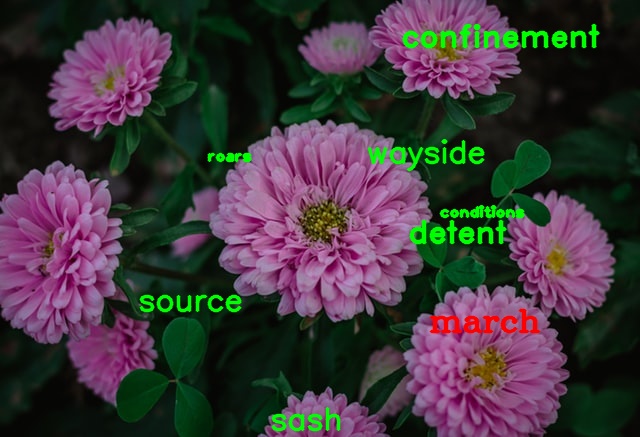 confinement
roars
wayside
conditions
detent
source
march
sash